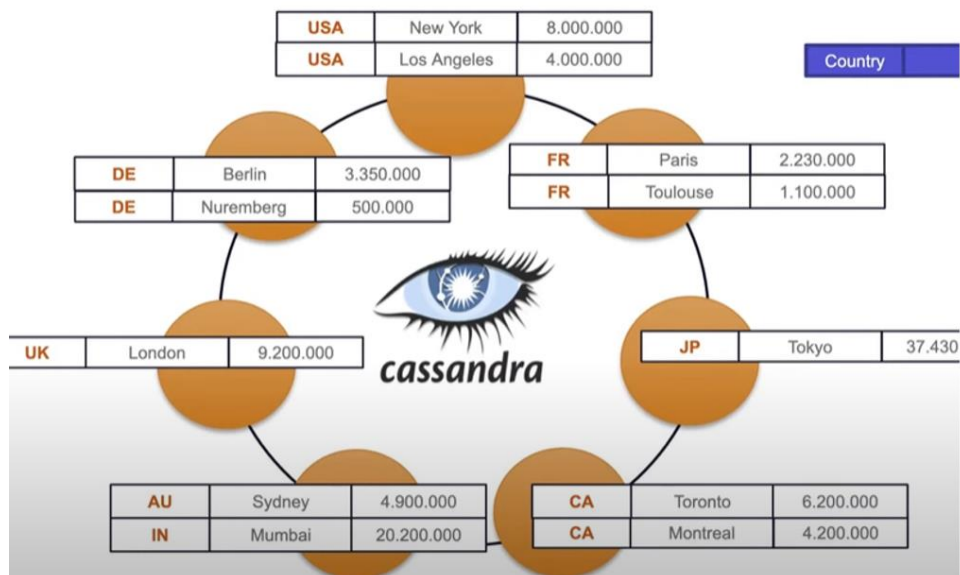 USA New York 8.000.000
USA Los Angeles 4.000.000
Country
DE Berlin 3.350.000
DE Nuremberg 500.000
FR Paris 2.230.000
FR Toulouse 1.100.000
UK London 9.200.000
JP Tokyo 37.430
cassandra
AU Sydney 4.900.000
IN Mumbai 20.200.000
CA Toronto 6.200.000
CA Montreal 4.200.000